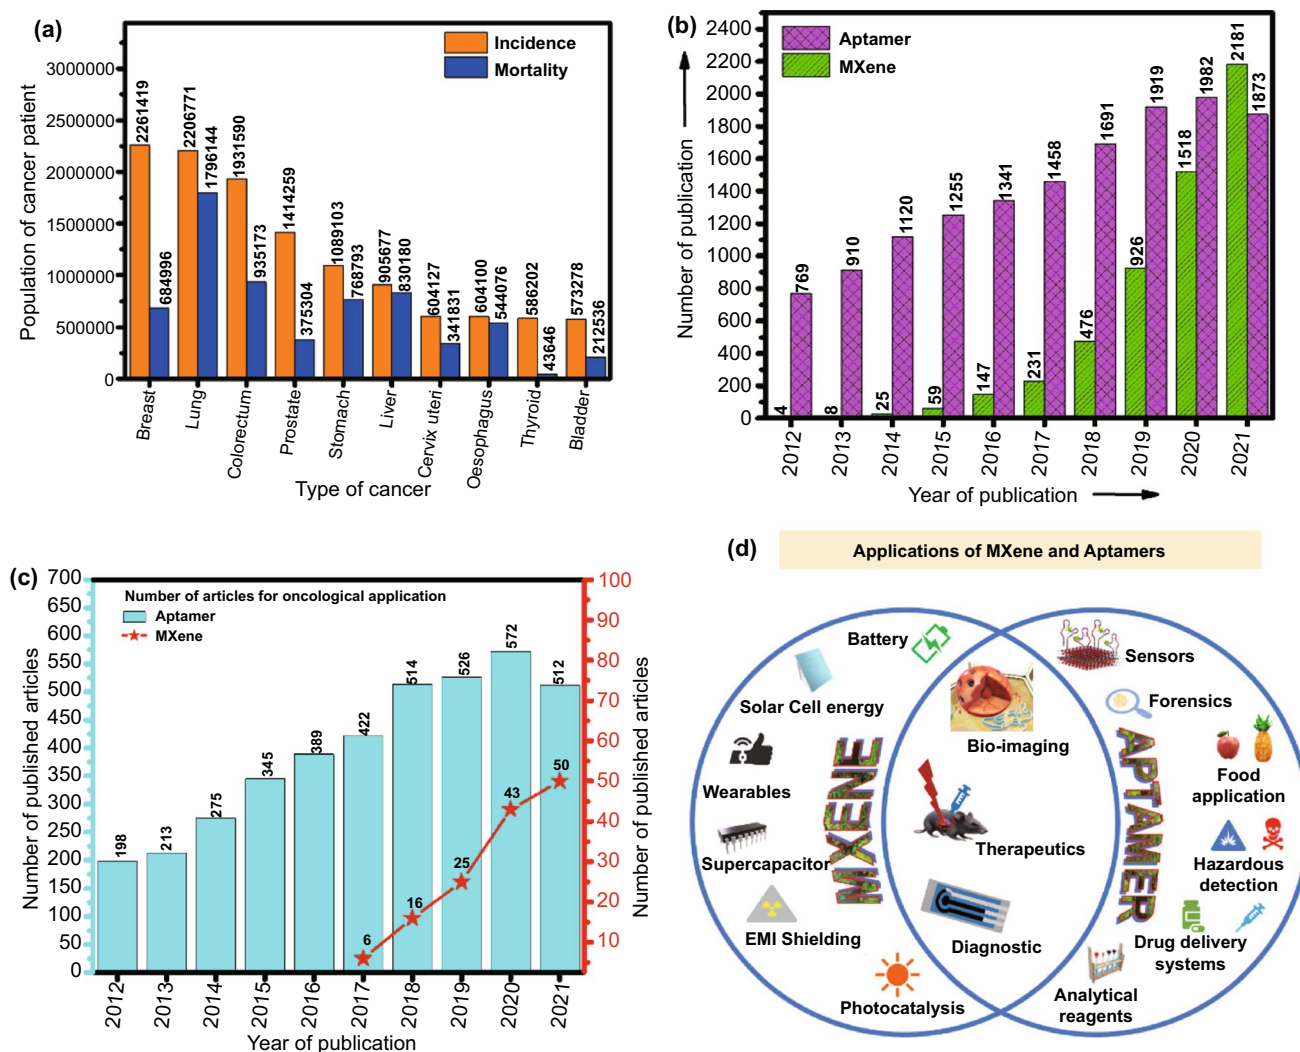 (a)
Incidence
Mortality
Population of cancer patient
3000000
2500000
2000000
1500000
1000000
500000
0
2261419
684996
2206771
1796144
1931590
935173
1414259
375304
1089103
768793
905677
830180
604127
341831
604100
544076
586202
43646
573278
212536
Breast
Lung
Colorectum
Prostate
Stomach
Liver
Cervix uteri
Oesophagus
Thyroid
Bladder
Type of cancer
(b)
Aptamer
MXene
Number of publication
2400
2200
2000
1800
1600
1400
1200
1000
800
600
400
200
0
4
769
8
910
25
1120
59
1255
147
1341
231
1458
476
1691
926
1919
1518
1982
2181
1873
2012
2013
2014
2015
2016
2017
2018
2019
2020
2021
Year of publication
(c)
Number of articles for oncological application
Aptamer
MXene
Number of published articles
700
650
600
550
500
450
400
350
300
250
200
150
100
50
0
198
213
275
345
389
422
514
526
572
512
6
16
25
43
50
100
90
80
70
60
50
40
30
20
10
Number of published articles
2012
2013
2014
2015
2016
2017
2018
2019
2020
2021
Year of publication
(d)
Applications of MXene and Aptamers
Battery
Solar Cell energy
Wearables
Supercapacitor
EMI Shielding
Photocatalysis
MXENE
Bio-imaging
Therapeutics
Diagnostic
APTAMER
Sensors
Forensics
Food
application
Hazardous
detection
Drug delivery
systems
Analytical
reagents